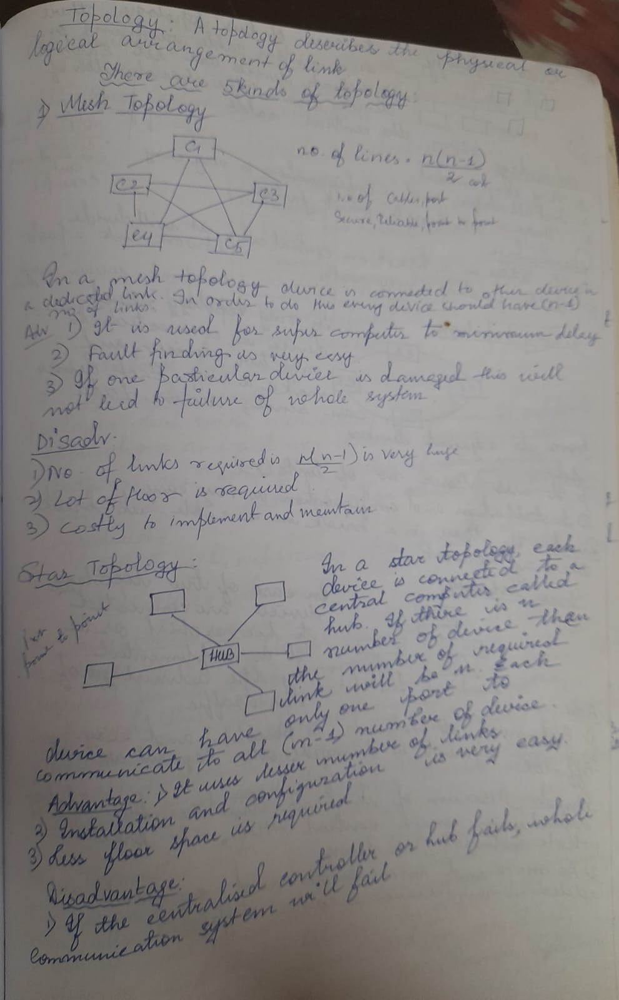 Topology: A topology describes the physical or
logical arrangement of link
There are 5kinds of topology:
1) Mesh Topology
C1
C2
C3
C4
C5
no. of lines = n(n-1)/2
no of cables, port
Secure, Reliable, point to point
In a mesh topology device is connected to other device in
a dedicated link. In order to do this every device should have (n-1)
no. of links.
Adv 1) It is used for super computer to minimum delay
2) Fault finding is very easy
3) If one particular device is damaged this will
not lead to failure of whole system
Disadv.
1) No. of links required is n(n-1)/2 is very huge
2) Lot of floor is required.
3) Costly to implement and maintain.
Star Topology:
point to point
HUB
In a star topology, each
device is connected to a
central computer called
hub. If there is n
number of device then
the number of required
link will be n. Each
device can have only one port to
communicate to all (n-1) number of device.
Advantage: 1) It uses lesser number of links
2) Installation and configuration is very easy.
3) Less floor space is required.
Disadvantage:
1) If the centralised controller or hub fails, whole
communication system will fail